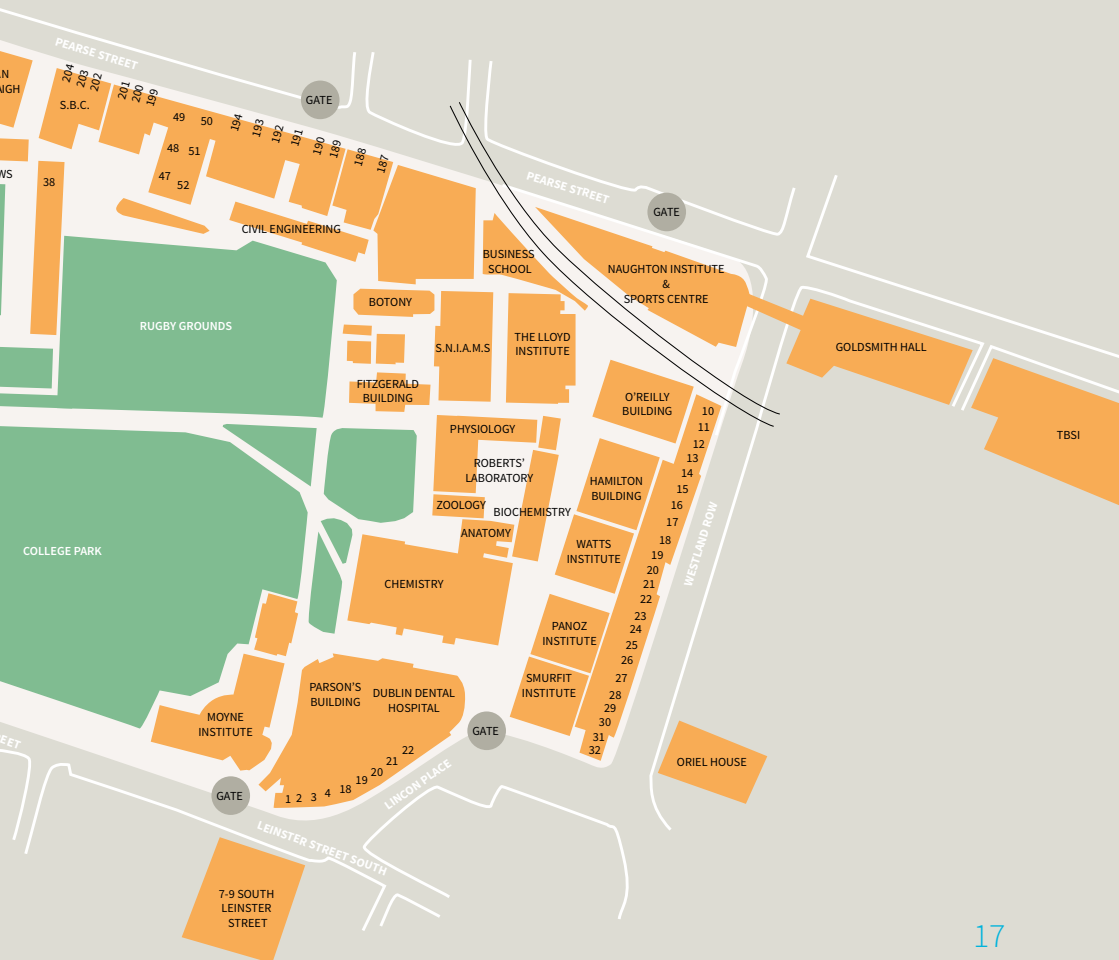 PEARSE STREET
GATE
204
203
202
201
200
199
S.B.C.
49
50
194
193
192
191
190
189
188
187
48
51
47
52
38
CIVIL ENGINEERING
PEARSE STREET
GATE
BUSINESS
SCHOOL
NAUGHTON INSTITUTE
&
SPORTS CENTRE
BOTONY
RUGBY GROUNDS
S.N.I.A.M.S
THE LLOYD
INSTITUTE
GOLDSMITH HALL
TBSI
FITZGERALD
BUILDING
O'REILLY
BUILDING
PHYSIOLOGY
ROBERTS'
LABORATORY
ZOOLOGY
BIOCHEMISTRY
ANATOMY
HAMILTON
BUILDING
WATTS
INSTITUTE
10
11
12
13
14
15
16
17
18
19
20
21
22
23
24
25
26
27
28
29
30
31
32
WESTLAND ROW
COLLEGE PARK
CHEMISTRY
PANOZ
INSTITUTE
SMURFIT
INSTITUTE
PARSON'S
BUILDING
DUBLIN DENTAL
HOSPITAL
MOYNE
INSTITUTE
GATE
ORIEL HOUSE
22
21
20
19
18
4
3
2
1
GATE
LINCON PLACE
LEINSTER STREET SOUTH
7-9 SOUTH
LEINSTER
STREET
17